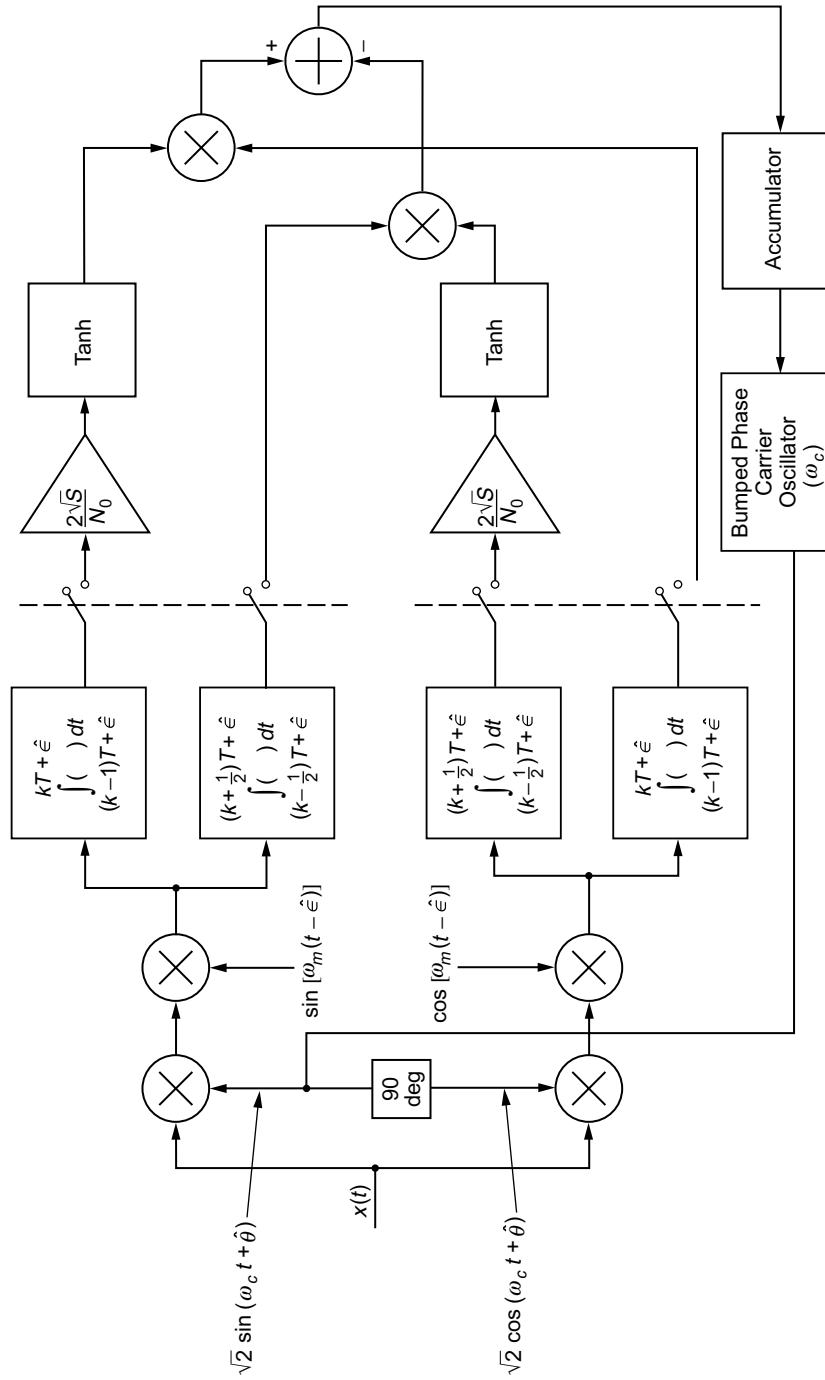 x(t)
√2 sin (ω_c t + θ̂)
√2 cos (ω_c t + θ̂)
90
deg
sin [ω_m (t − ε̂)]
cos [ω_m (t − ε̂)]
kT + ε̂
∫ ( ) dt
(k − 1)T + ε̂
(k + 1/2)T + ε̂
∫ ( ) dt
(k − 1/2)T + ε̂
(k + 1/2)T + ε̂
∫ ( ) dt
(k − 1/2)T + ε̂
kT + ε̂
∫ ( ) dt
(k − 1)T + ε̂
2√S / N_0
2√S / N_0
Tanh
Tanh
+
−
Bumped Phase
Carrier
Oscillator
(ω_c)
Accumulator